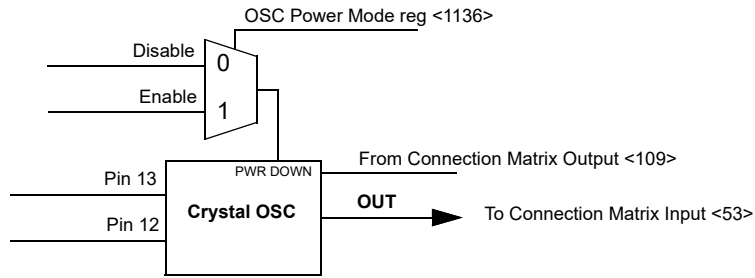 OSC Power Mode reg <1136>
Disable
0
Enable
1
PWR DOWN
From Connection Matrix Output <109>
Pin 13
Crystal OSC
OUT
To Connection Matrix Input <53>
Pin 12